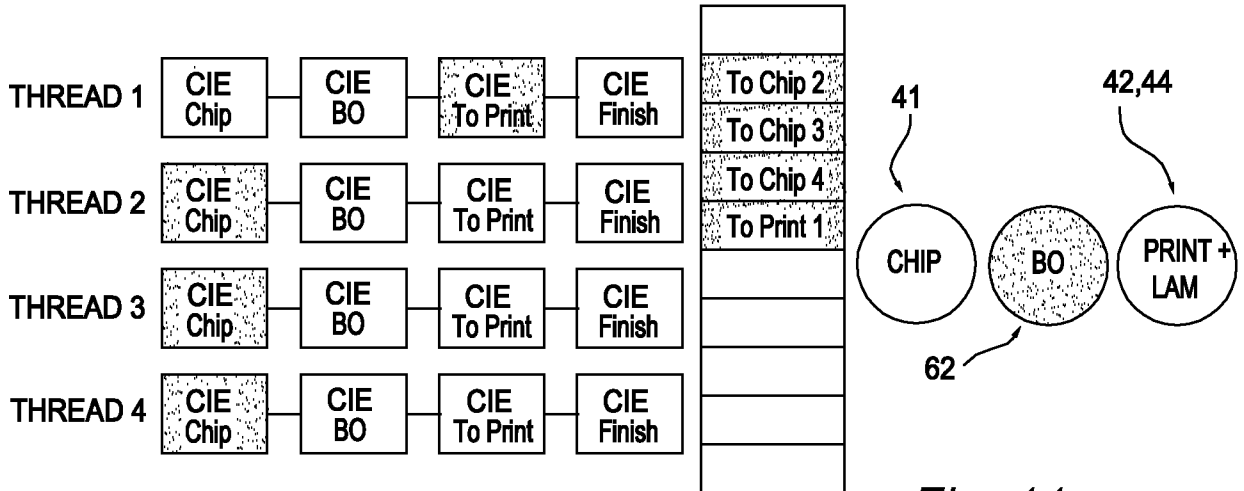 THREAD 1
CIE
Chip
CIE
BO
CIE
To Print
CIE
Finish
THREAD 2
CIE
Chip
CIE
BO
CIE
To Print
CIE
Finish
THREAD 3
CIE
Chip
CIE
BO
CIE
To Print
CIE
Finish
THREAD 4
CIE
Chip
CIE
BO
CIE
To Print
CIE
Finish
To Chip 2
To Chip 3
To Chip 4
To Print 1
41
42,44
CHIP
BO
PRINT +
LAM
62